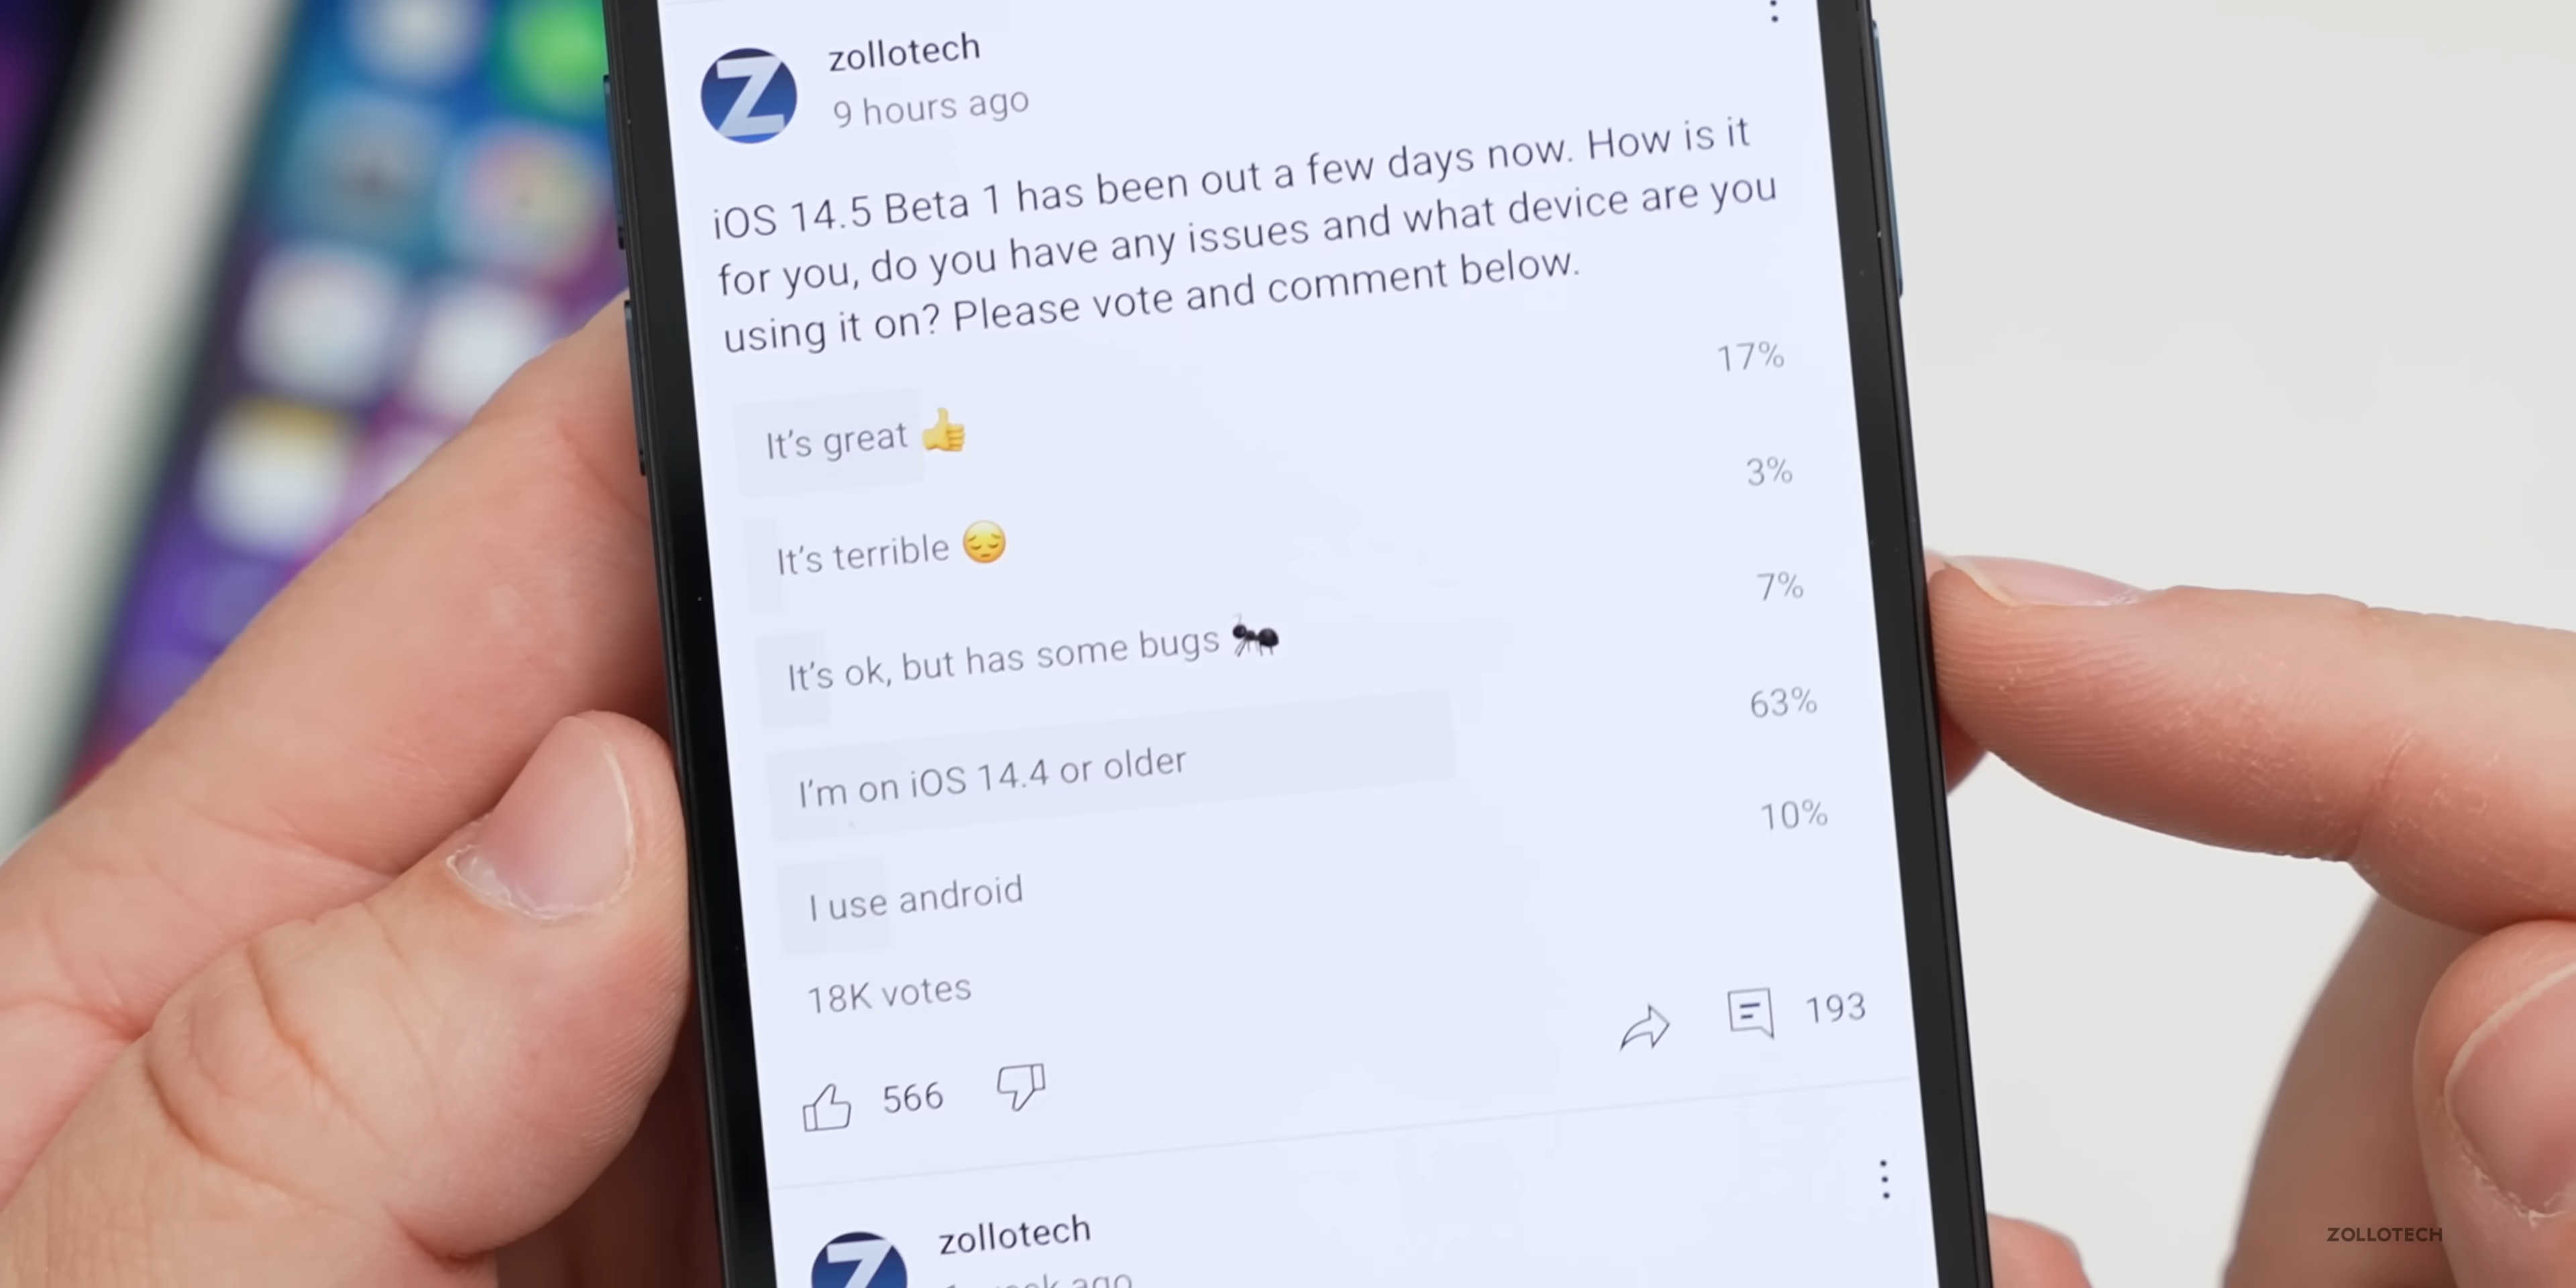 zollotech
9 hours ago
iOS 14.5 Beta 1 has been out a few days now. How is it
for you, do you have any issues and what device are you
using it on? Please vote and comment below.
It's great 👍 17%
It's terrible 😔 3%
It's ok, but has some bugs 🐜 7%
I'm on iOS 14.4 or older 63%
I use android 10%
18K votes
566
193
zollotech
ago
ZOLLOTECH